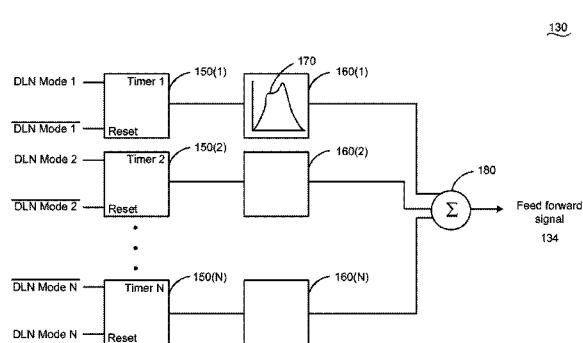 130
170
DLN Mode 1
Timer 1
150(1)
160(1)
DLN Mode 1
Reset
DLN Mode 2
Timer 2
150(2)
160(2)
180
DLN Mode 2
Reset
Σ
Feed forward
signal
134
DLN Mode N
Timer N
150(N)
160(N)
DLN Mode N
Reset